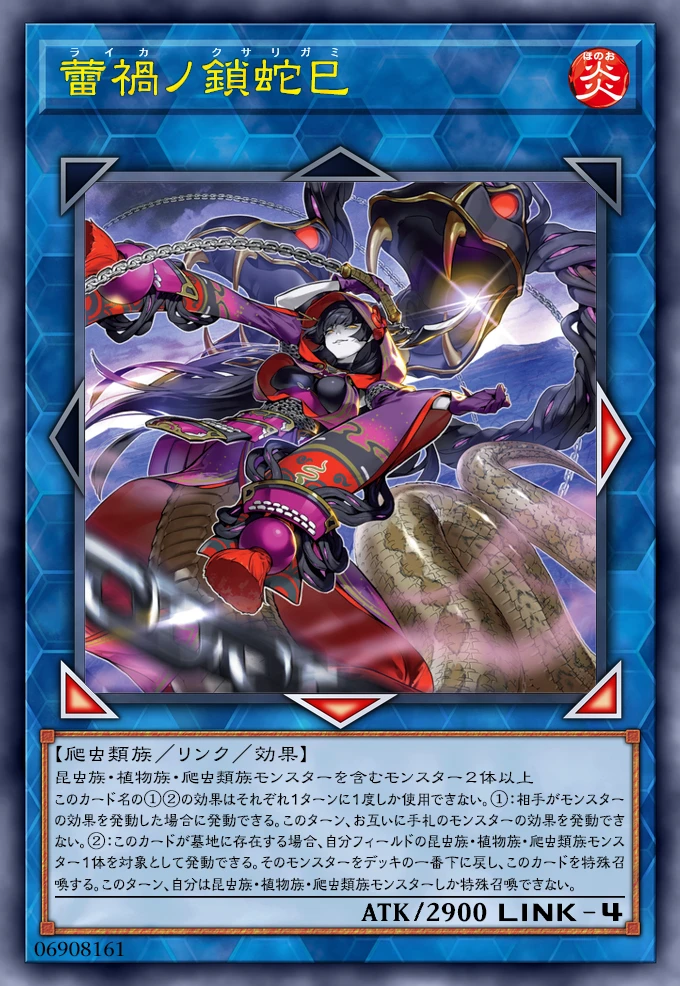 ライカ クサリガミ
蕾禍ノ鎖蛇巳
ほのお
炎
【爬虫類族／リンク／効果】
昆虫族・植物族・爬虫類族モンスターを含むモンスター２体以上
このカード名の①②の効果はそれぞれ１ターンに１度しか使用できない。①：相手がモンスター
の効果を発動した場合に発動できる。このターン、お互いに手札のモンスターの効果を発動でき
ない。②：このカードが墓地に存在する場合、自分フィールドの昆虫族・植物族・爬虫類族モンス
ター１体を対象として発動できる。そのモンスターをデッキの一番下に戻し、このカードを特殊召
喚する。このターン、自分は昆虫族・植物族・爬虫類族モンスターしか特殊召喚できない。
ATK/2900 LINK-4
06908161